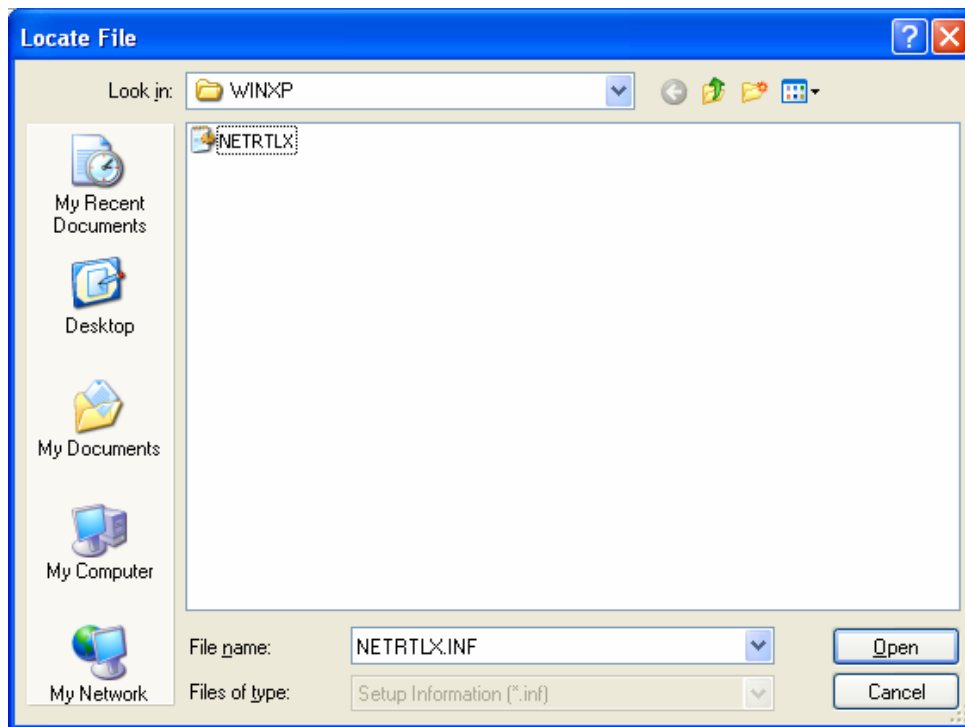 Locate File
Look in:
WINXP
NETRTLX
My Recent
Documents
Desktop
My Documents
My Computer
My Network
File name:
NETRTLX.INF
Open
Files of type:
Setup Information (*.inf)
Cancel